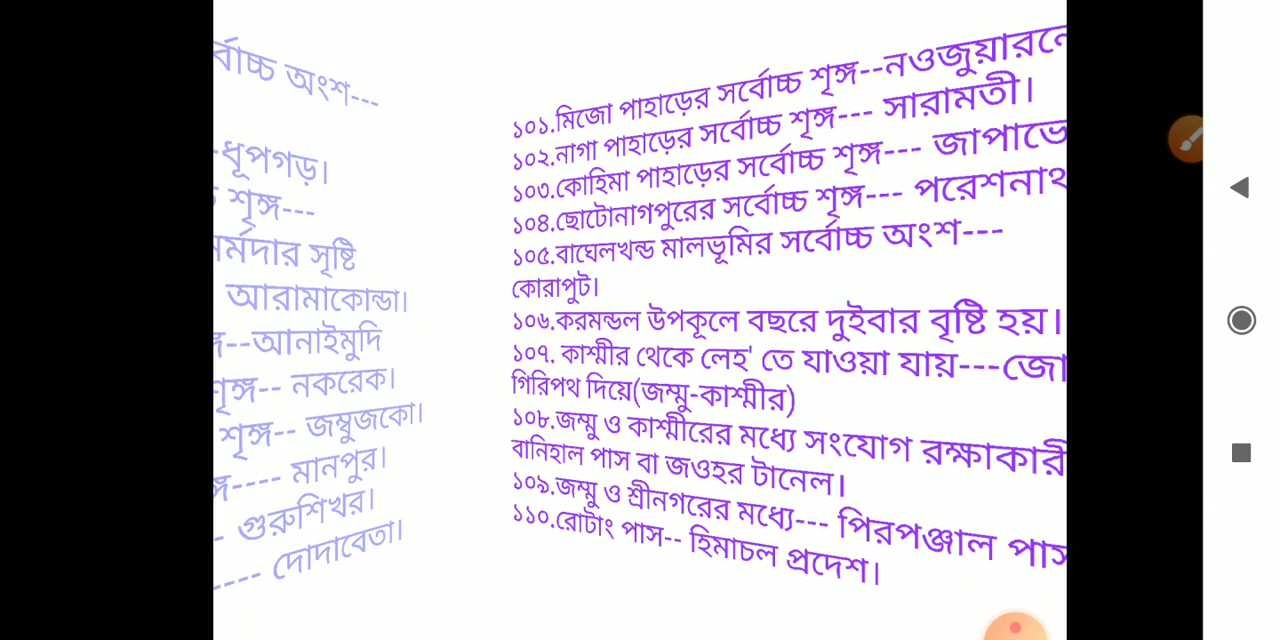 র্বোচ্চ অংশ---
-ধূপগড়।
শৃঙ্গ---
নর্মদার সৃষ্টি
আরামাকোন্ডা।
--আনাইমুদি
শৃঙ্গ-- নকরেক।
শৃঙ্গ-- জম্বুজকো।
---- মানপুর।
- গুরুশিখর।
---- দোদাবেতা।
১০১.মিজো পাহাড়ের সর্বোচ্চ শৃঙ্গ--নওজুয়ারনো
১০২.নাগা পাহাড়ের সর্বোচ্চ শৃঙ্গ--- সারামতী।
১০৩.কোহিমা পাহাড়ের সর্বোচ্চ শৃঙ্গ--- জাপাভো
১০৪.ছোটোনাগপুরের সর্বোচ্চ শৃঙ্গ--- পরেশনাথ
১০৫.বাঘেলখন্ড মালভূমির সর্বোচ্চ অংশ---
কোরাপুট।
১০৬.করমন্ডল উপকূলে বছরে দুইবার বৃষ্টি হয়।
১০৭. কাশ্মীর থেকে লেহ' তে যাওয়া যায়---জো
গিরিপথ দিয়ে(জম্মু-কাশ্মীর)
১০৮.জম্মু ও কাশ্মীরের মধ্যে সংযোগ রক্ষাকারী
বানিহাল পাস বা জওহর টানেল।
১০৯.জম্মু ও শ্রীনগরের মধ্যে--- পিরপঞ্জাল পাস
১১০.রোটাং পাস-- হিমাচল প্রদেশ।